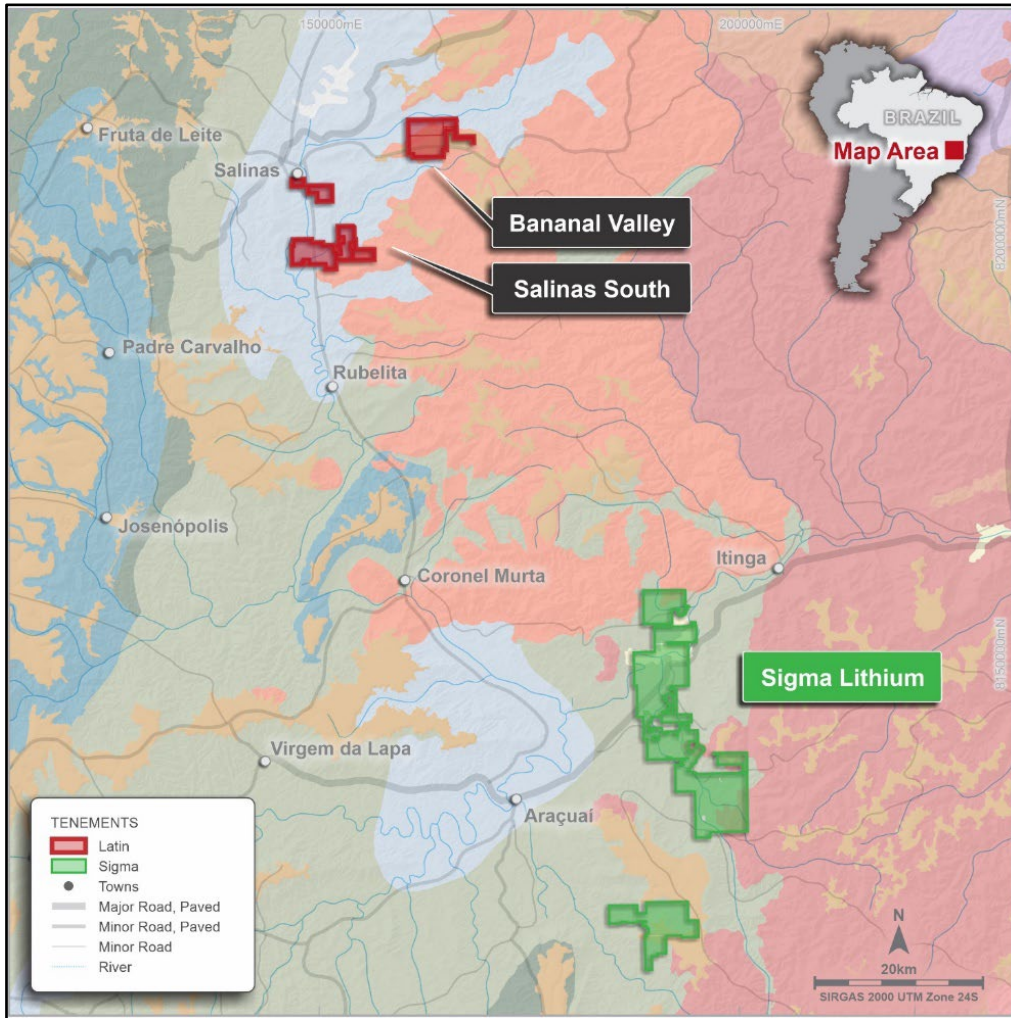 150000mE
200000mE
BRAZIL
Map Area
Fruta de Leite
Salinas
Bananal Valley
8200000mN
Salinas South
Padre Carvalho
Rubelita
Josenópolis
Itinga
Coronel Murta
8150000mN
Sigma Lithium
Virgem da Lapa
Araçuaí
TENEMENTS
Latin
Sigma
Towns
Major Road, Paved
Minor Road, Paved
Minor Road
River
N
20km
SIRGAS 2000 UTM Zone 24S